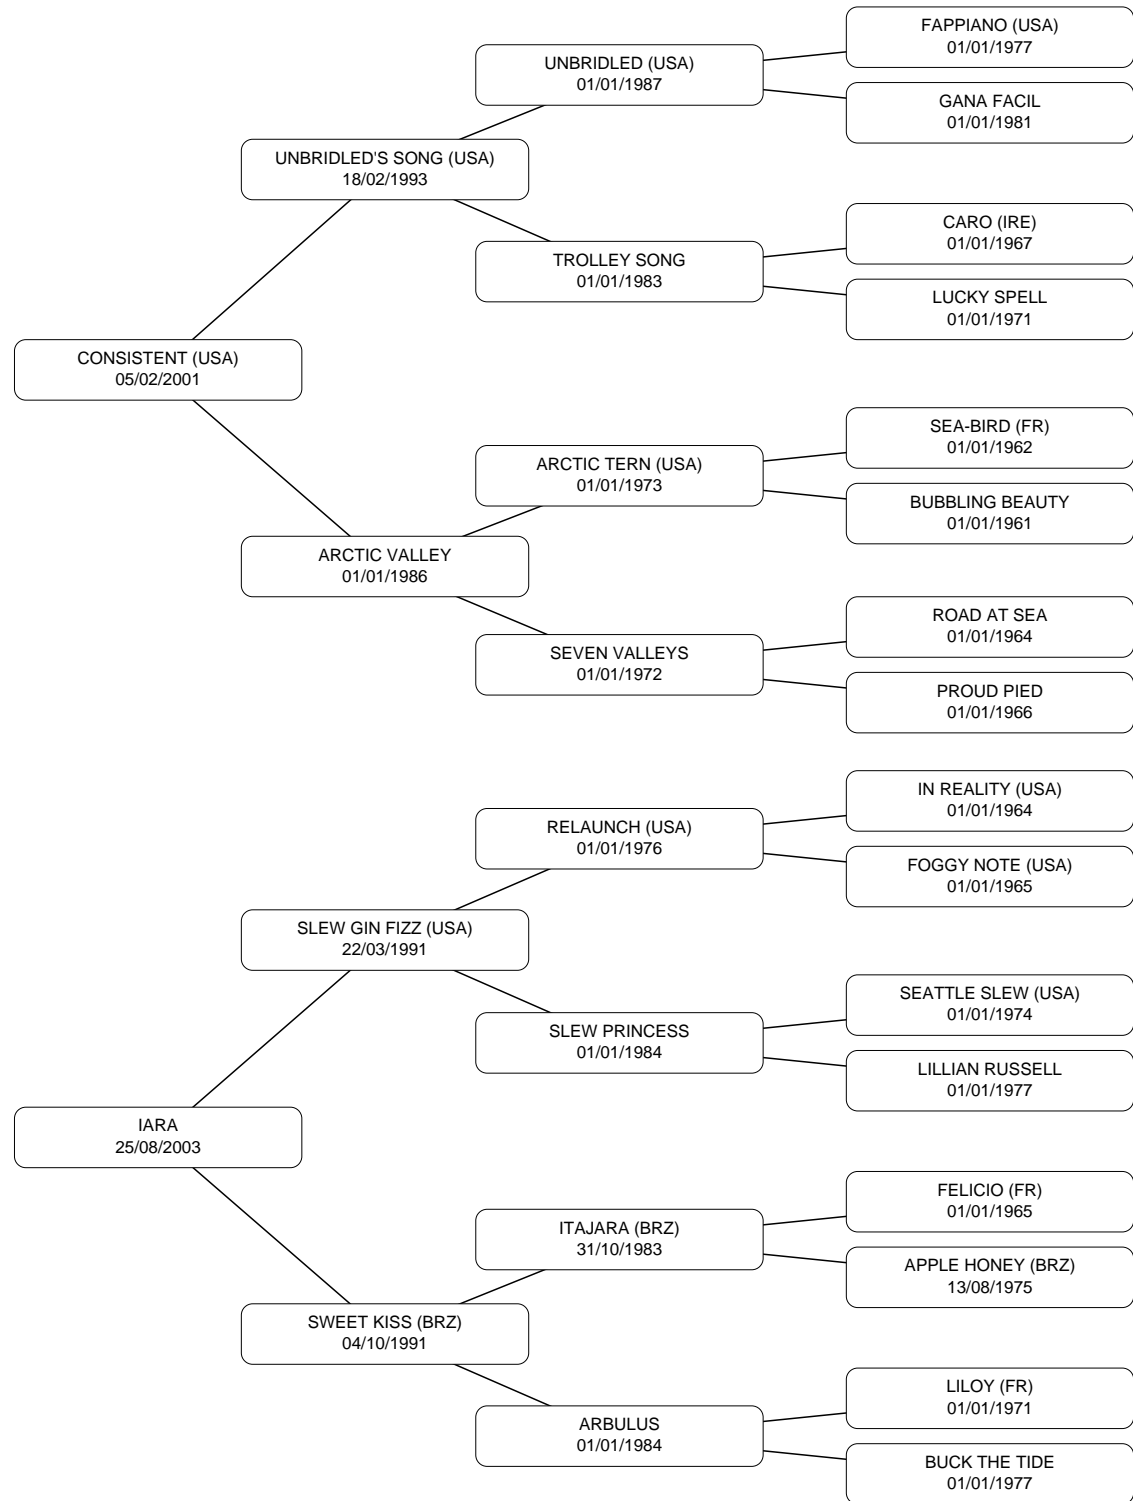 FAPPIANO (USA)
01/01/1977
UNBRIDLED (USA)
01/01/1987
GANA FACIL
01/01/1981
UNBRIDLED'S SONG (USA)
18/02/1993
CARO (IRE)
01/01/1967
TROLLEY SONG
01/01/1983
LUCKY SPELL
01/01/1971
CONSISTENT (USA)
05/02/2001
SEA-BIRD (FR)
01/01/1962
ARCTIC TERN (USA)
01/01/1973
BUBBLING BEAUTY
01/01/1961
ARCTIC VALLEY
01/01/1986
ROAD AT SEA
01/01/1964
SEVEN VALLEYS
01/01/1972
PROUD PIED
01/01/1966
IN REALITY (USA)
01/01/1964
RELAUNCH (USA)
01/01/1976
FOGGY NOTE (USA)
01/01/1965
SLEW GIN FIZZ (USA)
22/03/1991
SEATTLE SLEW (USA)
01/01/1974
SLEW PRINCESS
01/01/1984
LILLIAN RUSSELL
01/01/1977
IARA
25/08/2003
FELICIO (FR)
01/01/1965
ITAJARA (BRZ)
31/10/1983
APPLE HONEY (BRZ)
13/08/1975
SWEET KISS (BRZ)
04/10/1991
LILOY (FR)
01/01/1971
ARBULUS
01/01/1984
BUCK THE TIDE
01/01/1977